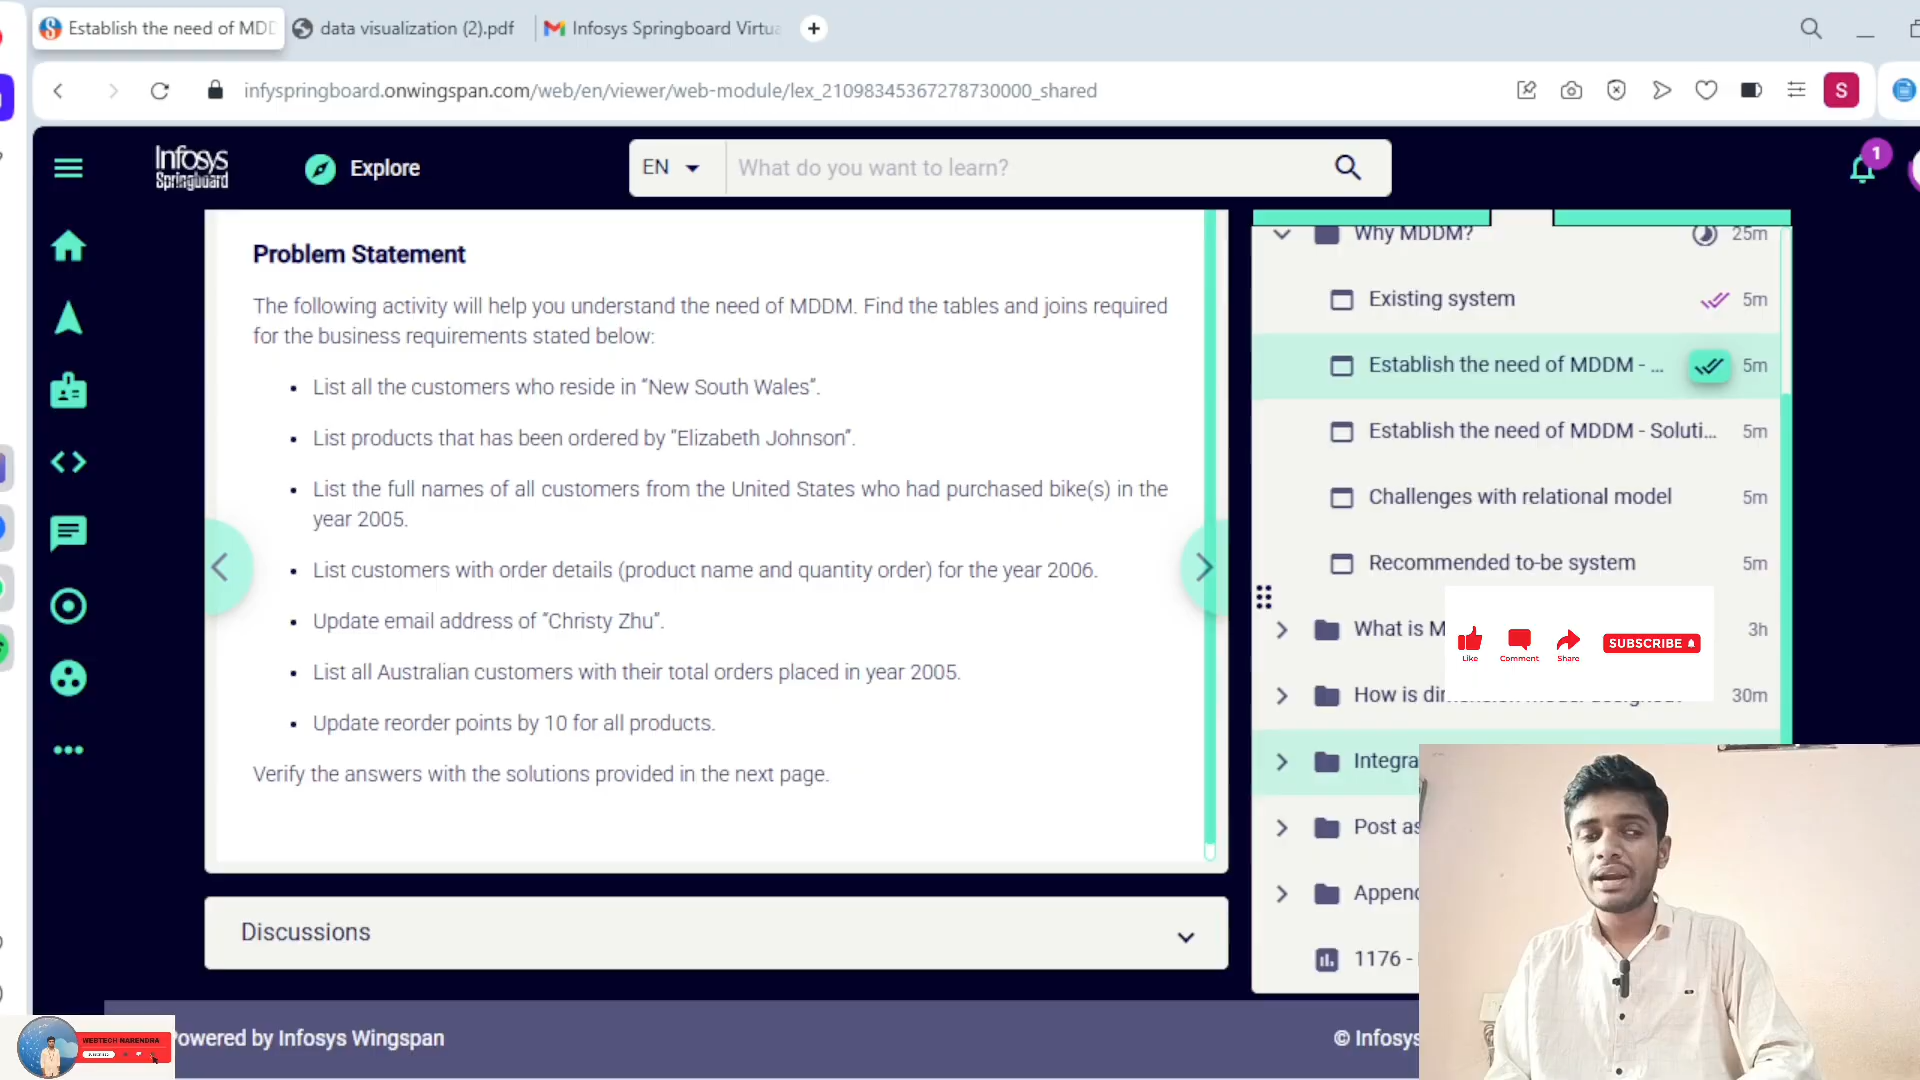 Establish the need of MDD
data visualization (2).pdf
Infosys Springboard Virtua
infyspringboard.onwingspan.com/web/en/viewer/web-module/lex_21098345367278730000_shared
S
Infosys
Springboard
Explore
EN
What do you want to learn?
1
Problem Statement
The following activity will help you understand the need of MDDM. Find the tables and joins required
for the business requirements stated below:
• List all the customers who reside in “New South Wales”.
• List products that has been ordered by “Elizabeth Johnson”.
• List the full names of all customers from the United States who had purchased bike(s) in the
year 2005.
• List customers with order details (product name and quantity order) for the year 2006.
• Update email address of “Christy Zhu”.
• List all Australian customers with their total orders placed in year 2005.
• Update reorder points by 10 for all products.
Verify the answers with the solutions provided in the next page.
Discussions
Why MDDM? 25m
Existing system 5m
Establish the need of MDDM - ... 5m
Establish the need of MDDM - Soluti... 5m
Challenges with relational model 5m
Recommended to-be system 5m
What is M 3h
Like Comment Share SUBSCRIBE
How is dimension model designed? 30m
Integra
Post as
Append
1176 -
Powered by Infosys Wingspan
© Infosys
WEBTECH NARENDRA